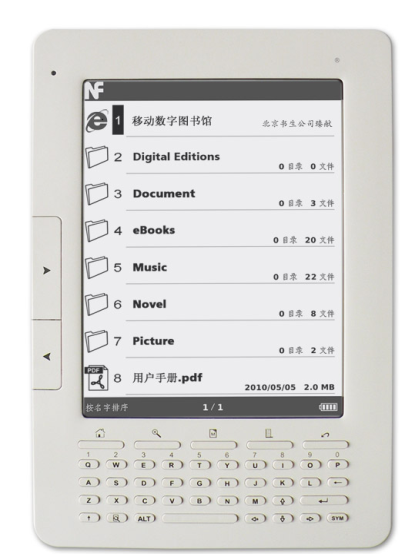 NF
1 移动数字图书馆 北京书生公司臻献
2 Digital Editions 0 目录 0 文件
3 Document 0 目录 3 文件
4 eBooks 0 目录 20 文件
5 Music 0 目录 22 文件
6 Novel 0 目录 8 文件
7 Picture 0 目录 2 文件
PDF 8 用户手册.pdf 2010/05/05 2.0 MB
按名字排序 1/1
1 2 3 4 5 6 7 8 9 0
Q W E R T Y U I O P
A S D F G H J K L
Z X C V B N M
ALT SYM